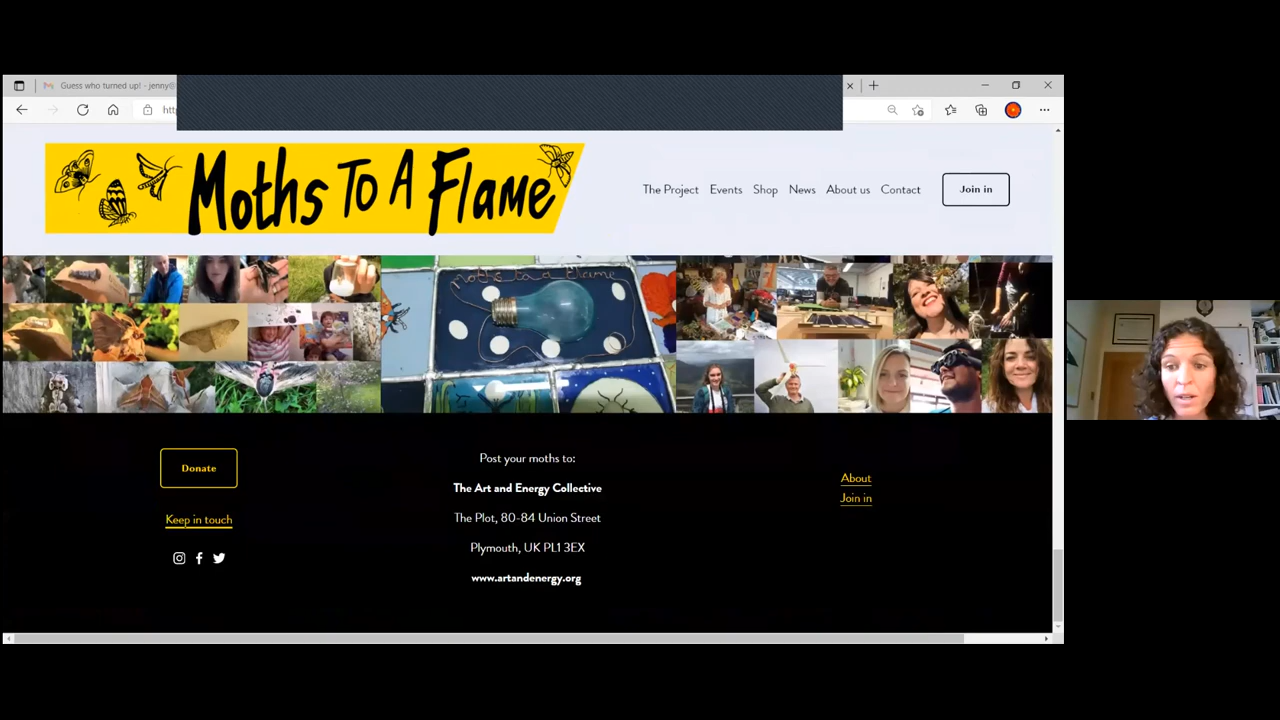 Guess who turned up! - jenny@
Moths To A Flame
The Project Events Shop News About us Contact Join in
moths to a flame
Donate
Keep in touch
Post your moths to:
The Art and Energy Collective
The Plot, 80-84 Union Street
Plymouth, UK PL1 3EX
www.artandenergy.org
About
Join in